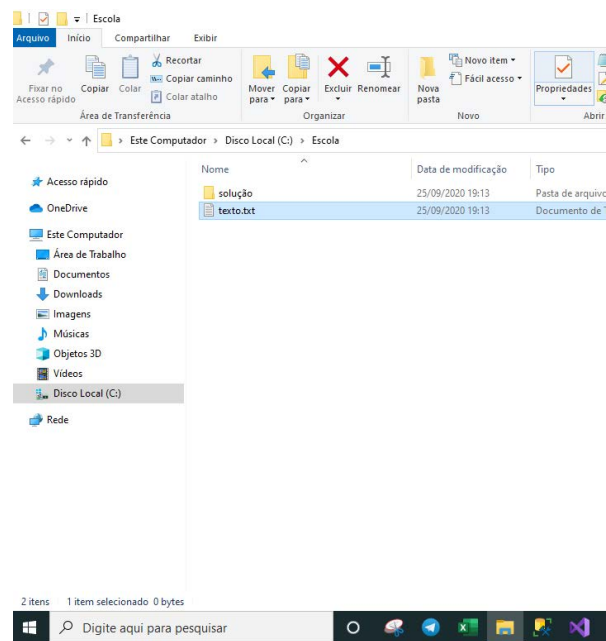 Escola
Arquivo Início Compartilhar Exibir
Fixar no Acesso rápido
Copiar
Colar
Recortar
Copiar caminho
Colar atalho
Área de Transferência
Mover para
Copiar para
Excluir
Renomear
Organizar
Nova pasta
Novo item
Fácil acesso
Novo
Propriedades
Abrir
Este Computador > Disco Local (C:) > Escola
Nome Data de modificação Tipo
solução 25/09/2020 19:13 Pasta de arquivo
texto.txt 25/09/2020 19:13 Documento de T
Acesso rápido
OneDrive
Este Computador
Área de Trabalho
Documentos
Downloads
Imagens
Músicas
Objetos 3D
Vídeos
Disco Local (C:)
Rede
2 itens 1 item selecionado 0 bytes
Digite aqui para pesquisar